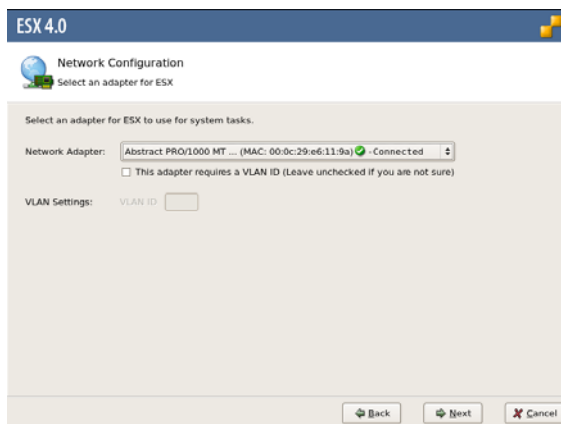 ESX 4.0
Network Configuration
Select an adapter for ESX
Select an adapter for ESX to use for system tasks.
Network Adapter: Abstract PRO/1000 MT ... (MAC: 00:0c:29:e6:11:9a) - Connected
This adapter requires a VLAN ID (Leave unchecked if you are not sure)
VLAN Settings: VLAN ID
Back Next Cancel